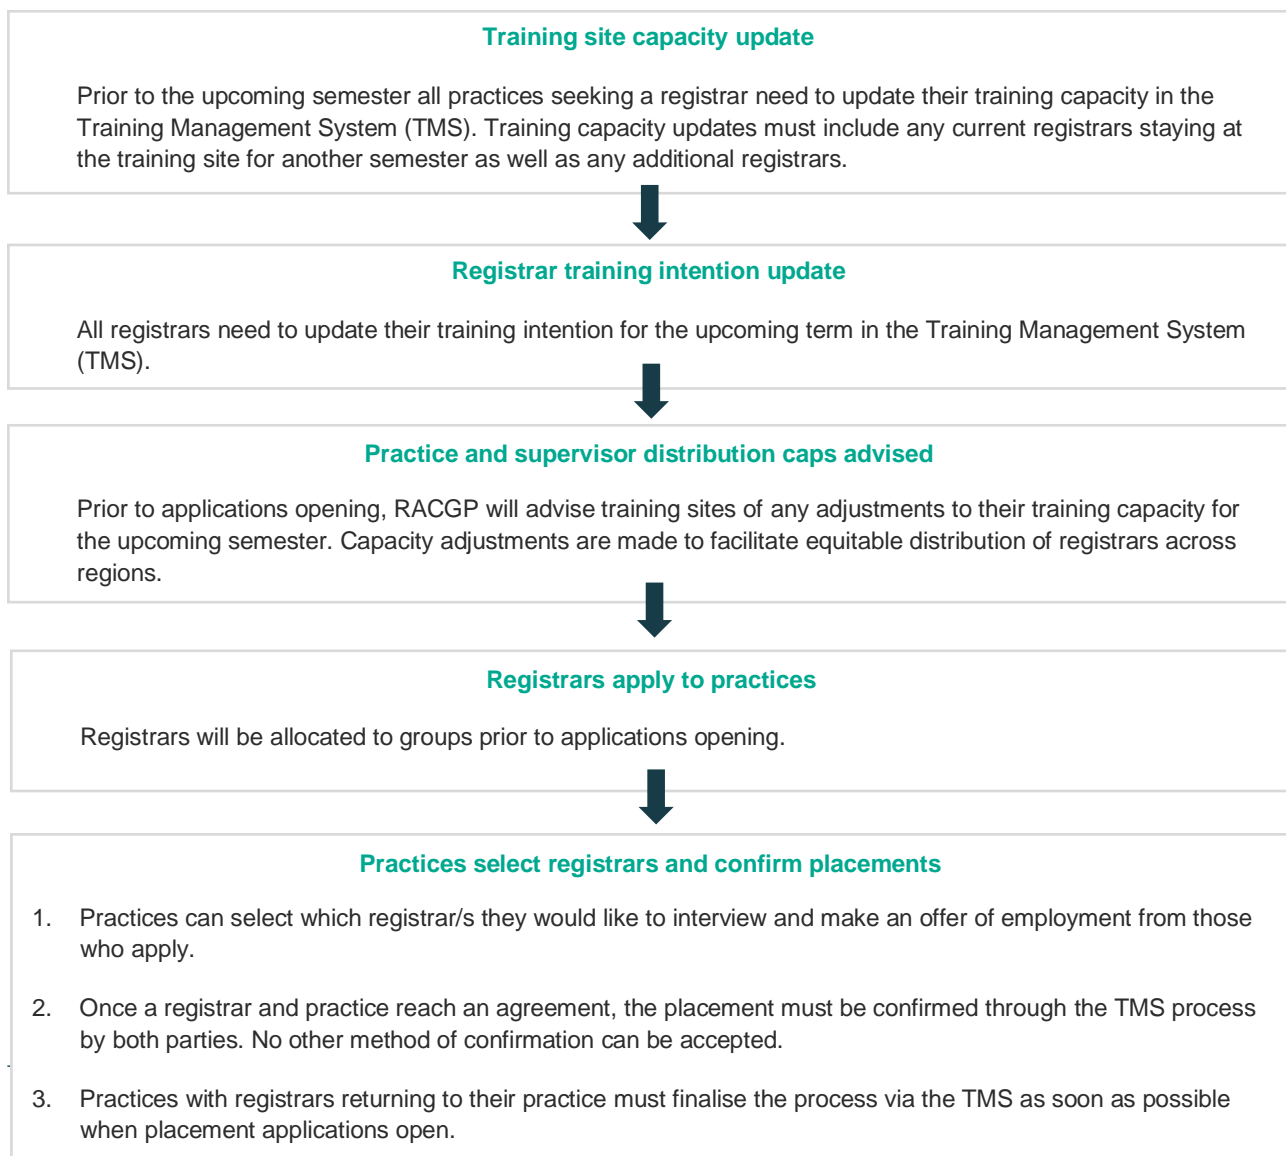 Training site capacity update
Prior to the upcoming semester all practices seeking a registrar need to update their training capacity in the
Training Management System (TMS). Training capacity updates must include any current registrars staying at
the training site for another semester as well as any additional registrars.
Registrar training intention update
All registrars need to update their training intention for the upcoming term in the Training Management System
(TMS).
Practice and supervisor distribution caps advised
Prior to applications opening, RACGP will advise training sites of any adjustments to their training capacity for
the upcoming semester. Capacity adjustments are made to facilitate equitable distribution of registrars across
regions.
Registrars apply to practices
Registrars will be allocated to groups prior to applications opening.
Practices select registrars and confirm placements
1. Practices can select which registrar/s they would like to interview and make an offer of employment from those
who apply.
2. Once a registrar and practice reach an agreement, the placement must be confirmed through the TMS process
by both parties. No other method of confirmation can be accepted.
3. Practices with registrars returning to their practice must finalise the process via the TMS as soon as possible
when placement applications open.